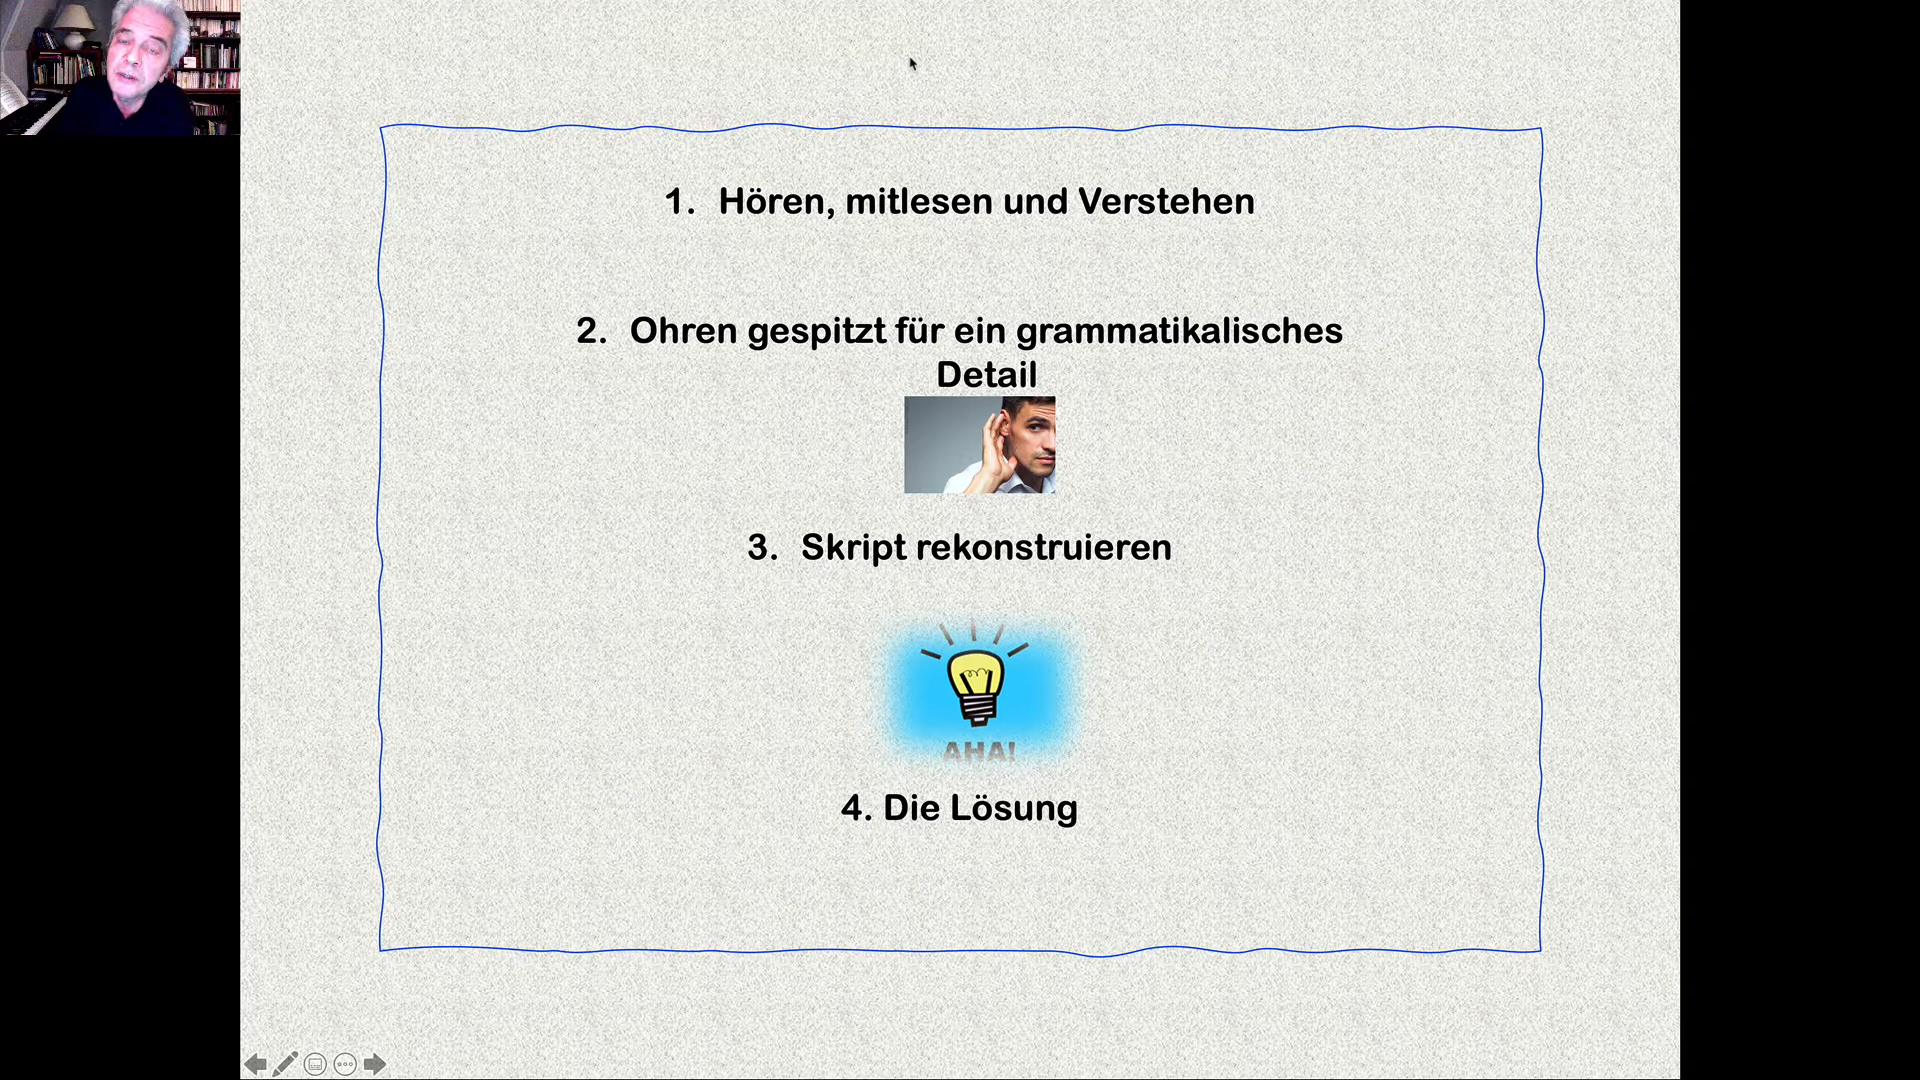 1. Hören, mitlesen und Verstehen
2. Ohren gespitzt für ein grammatikalisches
Detail
3. Skript rekonstruieren
AHA!
4. Die Lösung